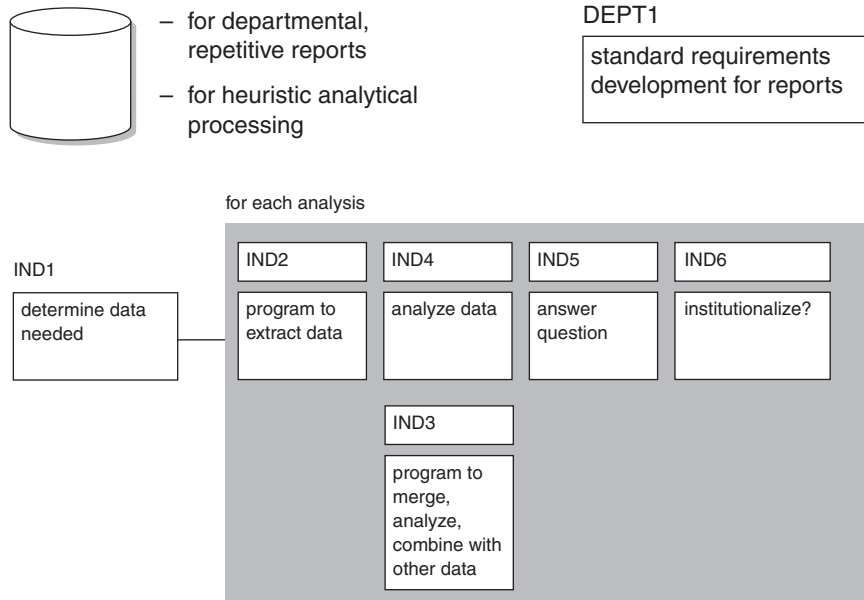 – for departmental,
repetitive reports
– for heuristic analytical
processing
DEPT1
standard requirements
development for reports
for each analysis
IND1
determine data
needed
IND2
program to
extract data
IND4
analyze data
IND5
answer
question
IND6
institutionalize?
IND3
program to
merge,
analyze,
combine with
other data